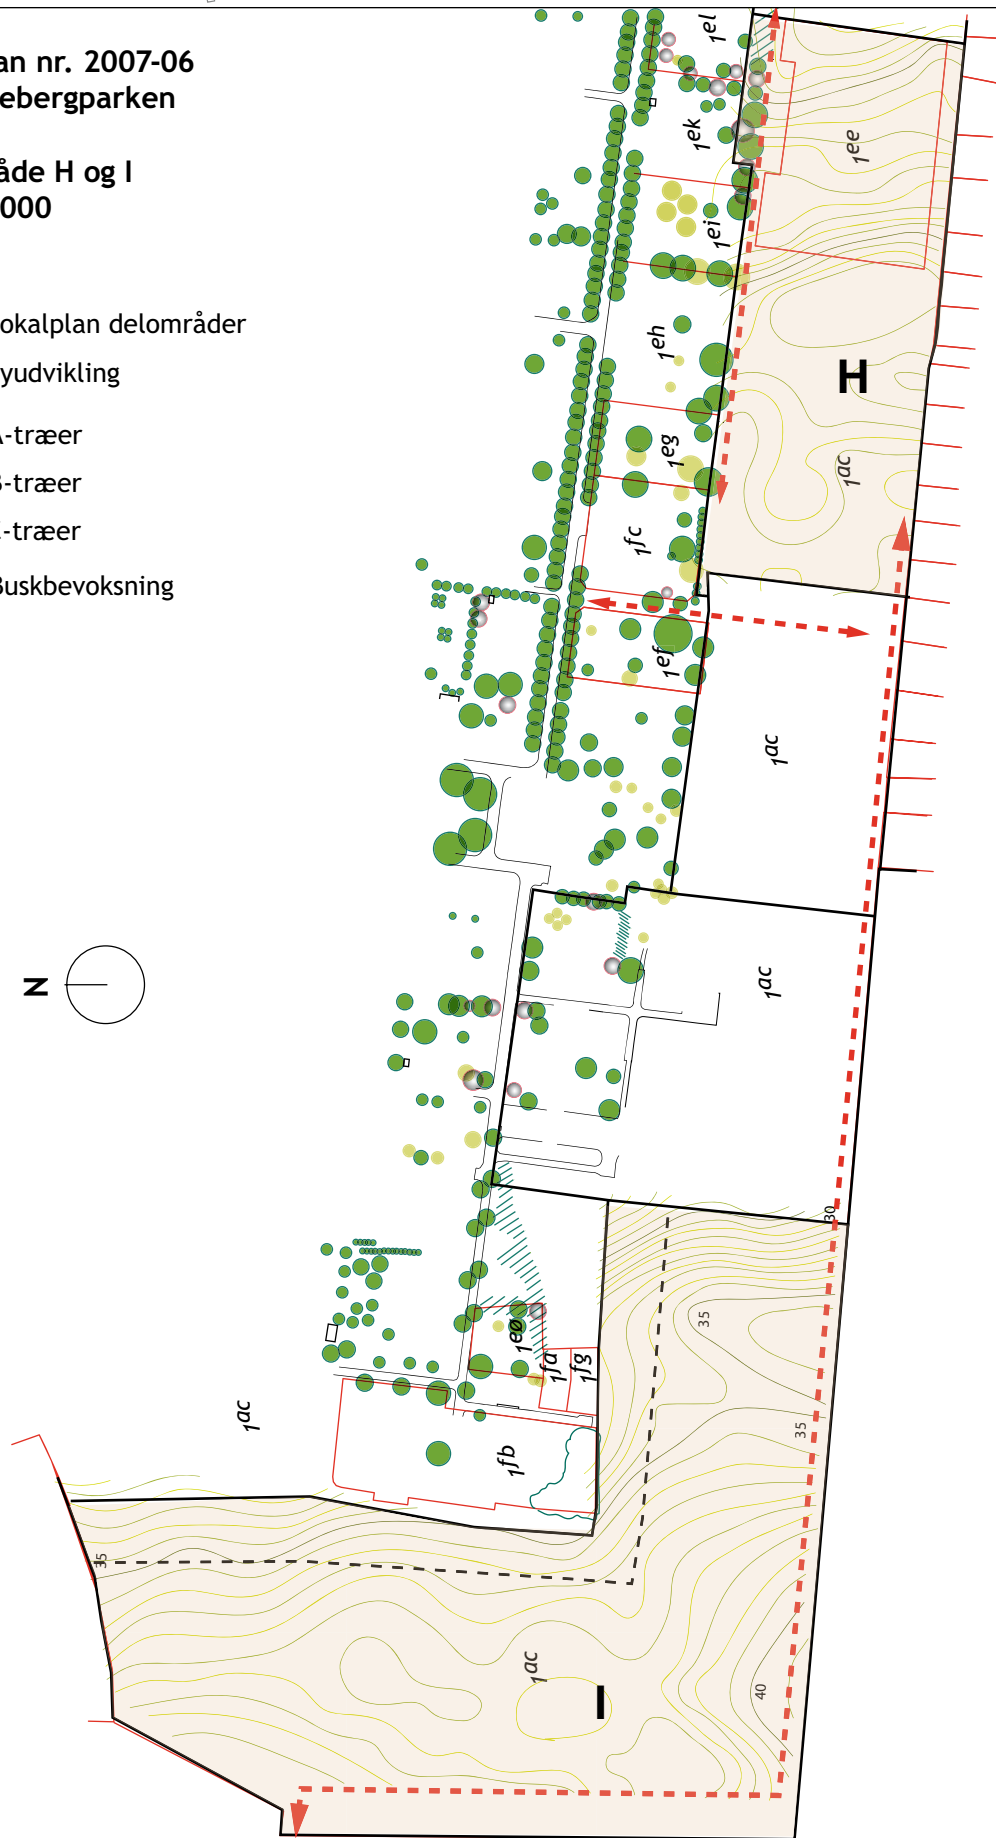 an nr. 2007-06
ebergparken
åde H og I
000
okalplan delområder
yudvikling
A-træer
B-træer
-træer
Buskbevoksning
1el
1ek
1ee
1ei
1eh
H
1eg
1ac
1fc
1ef
1ac
N
1ac
30
35
1eø
1fa
1fg
1ac
35
1fb
35
1ac
I
40